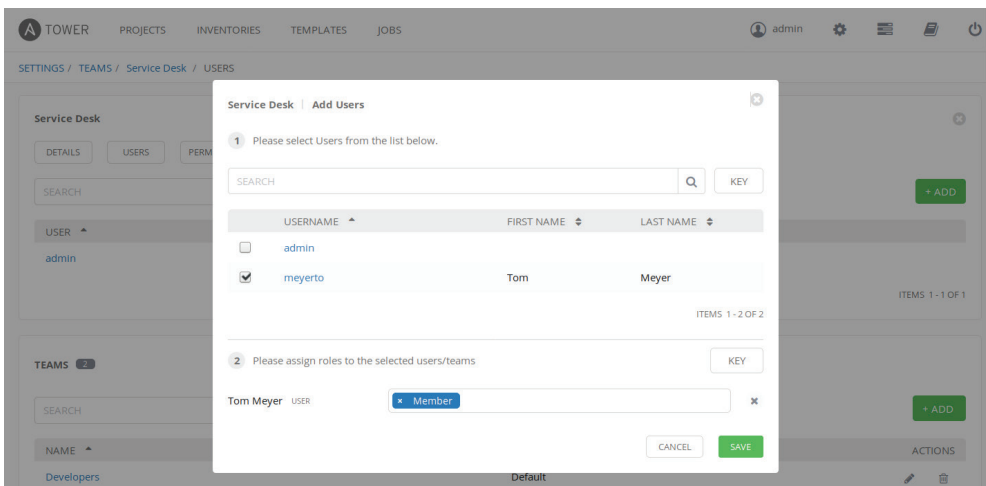 A TOWER PROJECTS INVENTORIES TEMPLATES JOBS admin
SETTINGS / TEAMS / Service Desk / USERS
Service Desk
DETAILS USERS PERM
SEARCH
+ ADD
USER
admin
ITEMS 1 - 1 OF 1
Service Desk | Add Users
1 Please select Users from the list below.
SEARCH KEY
USERNAME FIRST NAME LAST NAME
admin
meyerto Tom Meyer
ITEMS 1 - 2 OF 2
2 Please assign roles to the selected users/teams KEY
Tom Meyer USER × Member
CANCEL SAVE
TEAMS 2
SEARCH
+ ADD
NAME ACTIONS
Developers Default